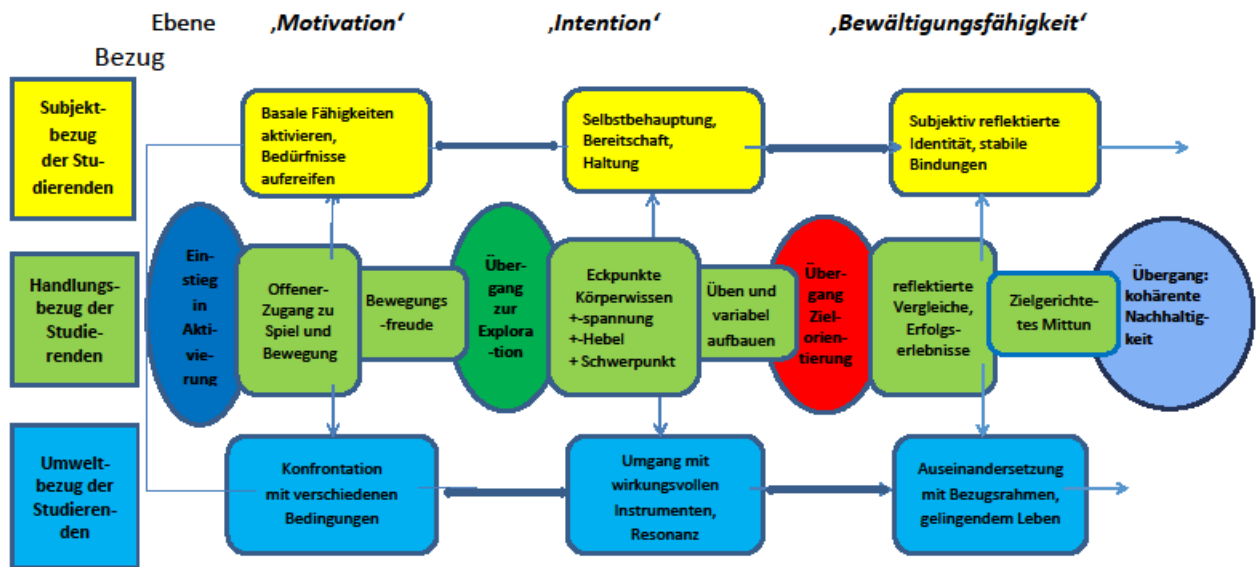 Ebene ‚Motivation‘ ‚Intention‘ ‚Bewältigungsfähigkeit‘
Bezug
Subjekt-
bezug
der Stu-
dierenden
Basale Fähigkeiten
aktivieren,
Bedürfnisse
aufgreifen
Selbstbehauptung,
Bereitschaft,
Haltung
Subjektiv reflektierte
Identität, stabile
Bindungen
Handlungs-
bezug der
Studie-
renden
Ein-
stieg
in
Akti-
vie-
rung
Offener-
Zugang zu
Spiel und
Bewegung
Bewegungs
-freude
Über-
gang
zur
Explora
-tion
Eckpunkte
Körperwissen
+-spannung
+-Hebel
+ Schwerpunkt
Üben und
variabel
aufbauen
Über-
gang
Ziel-
orien-
tierung
reflektierte
Vergleiche,
Erfolgs-
erlebnisse
Zielgerichte-
tes Mittun
Übergang:
kohärente
Nachhaltig-
keit
Umwelt-
bezug der
Studieren-
den
Konfrontation
mit verschiedenen
Bedingungen
Umgang mit
wirkungsvollen
Instrumenten,
Resonanz
Auseinandersetzung
mit Bezugsrahmen,
gelingendem Leben